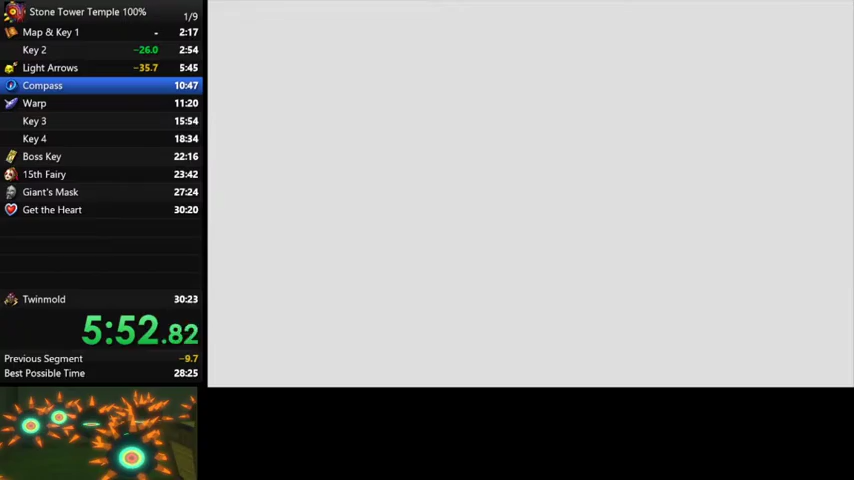 Stone Tower Temple 100%
1/9
Map & Key 1 - 2:17
Key 2 −26.0 2:54
Light Arrows −35.7 5:45
Compass 10:47
Warp 11:20
Key 3 15:54
Key 4 18:34
Boss Key 22:16
15th Fairy 23:42
Giant's Mask 27:24
Get the Heart 30:20
Twinmold 30:23
5:52.82
Previous Segment −9.7
Best Possible Time 28:25